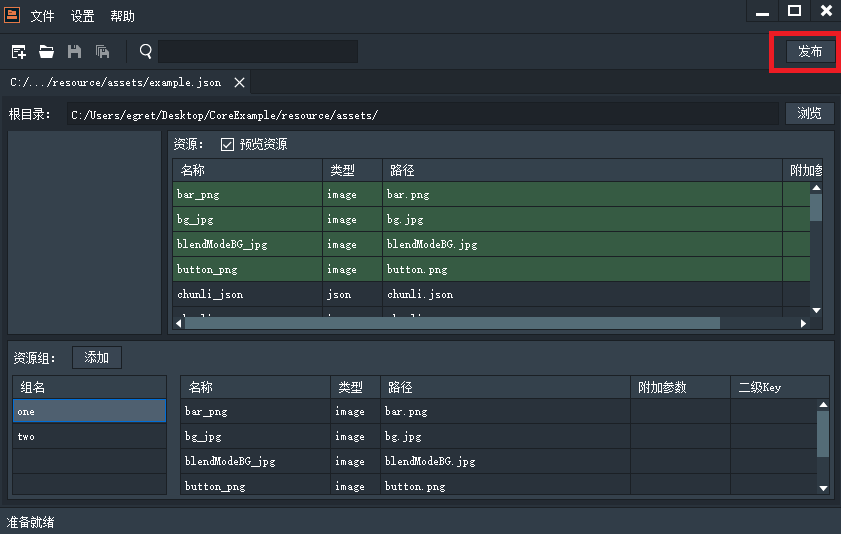 文件 设置 帮助
发布
C:/.../resource/assets/example.json
根目录： C:/Users/egret/Desktop/CoreExample/resource/assets/ 浏览
资源： 预览资源
名称 类型 路径 附加参
bar_png image bar.png
bg_jpg image bg.jpg
blendModeBG_jpg image blendModeBG.jpg
button_png image button.png
chunli_json json chunli.json
资源组： 添加
组名 名称 类型 路径 附加参数 二级Key
one bar_png image bar.png
two bg_jpg image bg.jpg
blendModeBG_jpg image blendModeBG.jpg
button_png image button.png
准备就绪